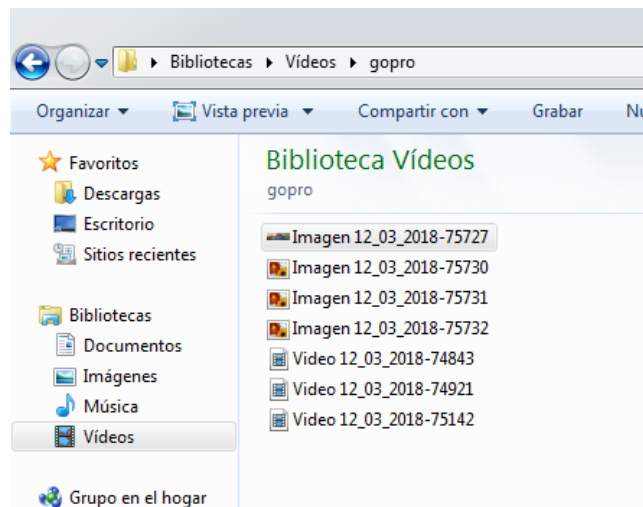 Bibliotecas ▸ Vídeos ▸ gopro
Organizar Vista previa Compartir con Grabar
Favoritos
Descargas
Escritorio
Sitios recientes
Bibliotecas
Documentos
Imágenes
Música
Vídeos
Grupo en el hogar
Biblioteca Vídeos
gopro
Imagen 12_03_2018-75727
Imagen 12_03_2018-75730
Imagen 12_03_2018-75731
Imagen 12_03_2018-75732
Video 12_03_2018-74843
Video 12_03_2018-74921
Video 12_03_2018-75142